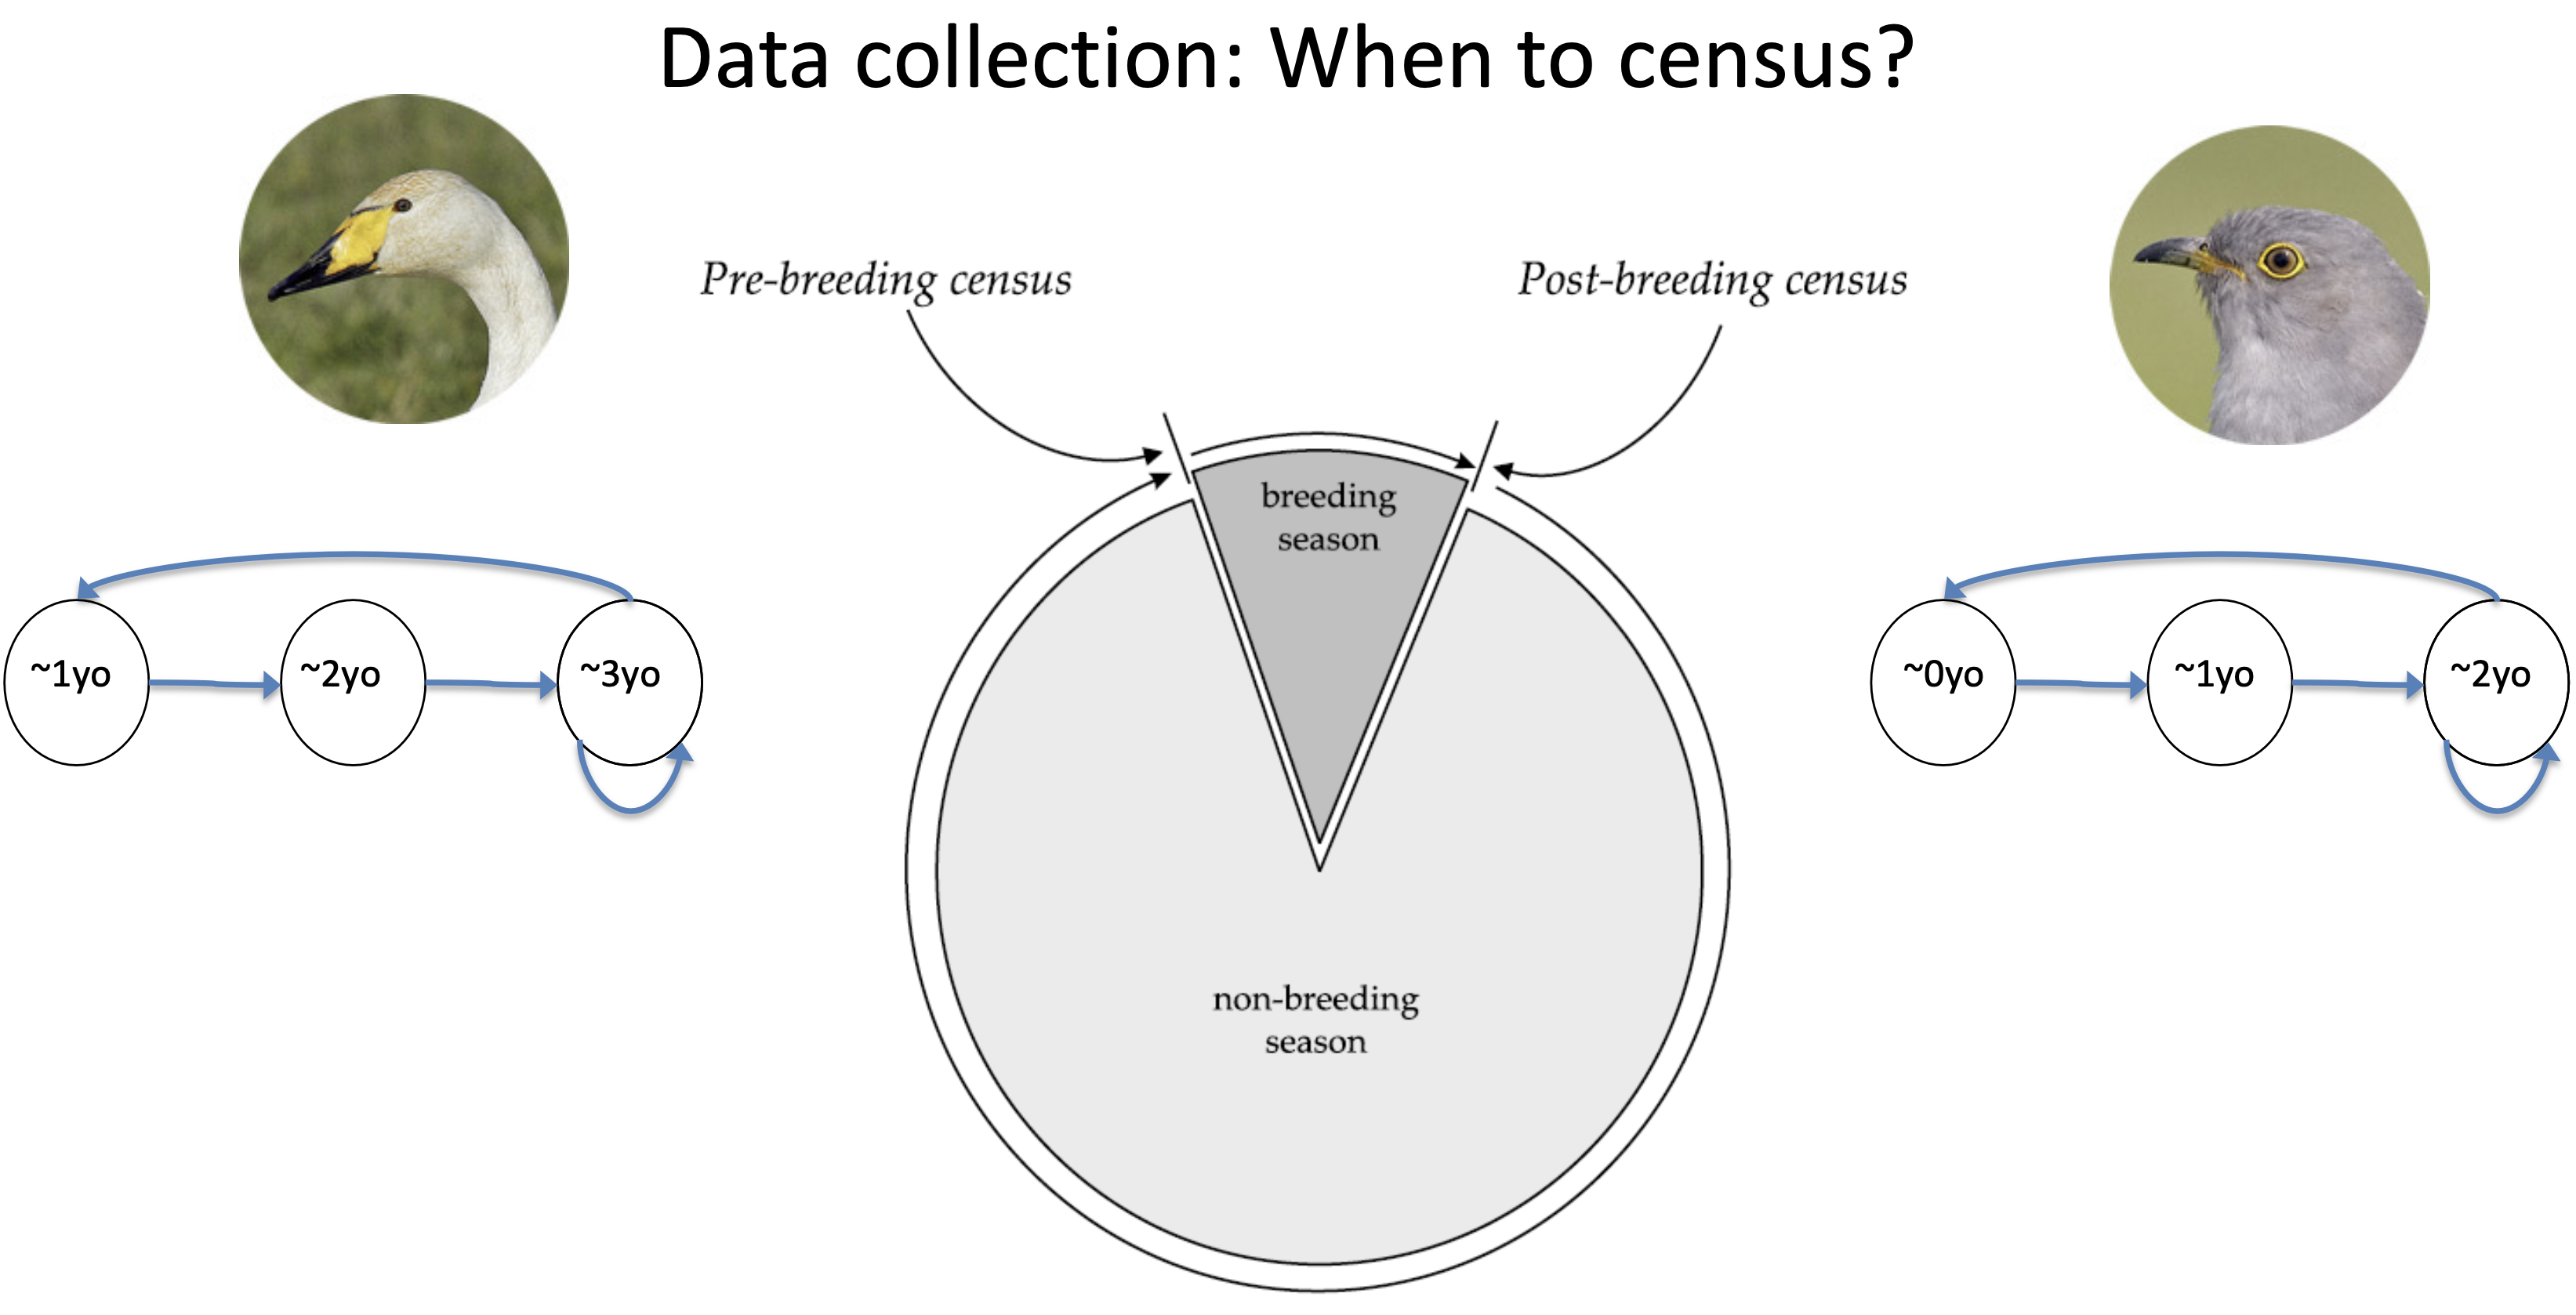 Data collection: When to census?
Pre-breeding census
Post-breeding census
breeding
season
~1yo
~2yo
~3yo
~0yo
~1yo
~2yo
non-breeding
season